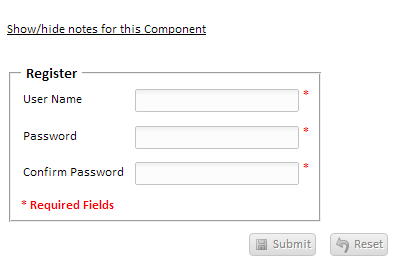 Show/hide notes for this Component
Register
User Name *
Password *
Confirm Password *
* Required Fields
Submit Reset